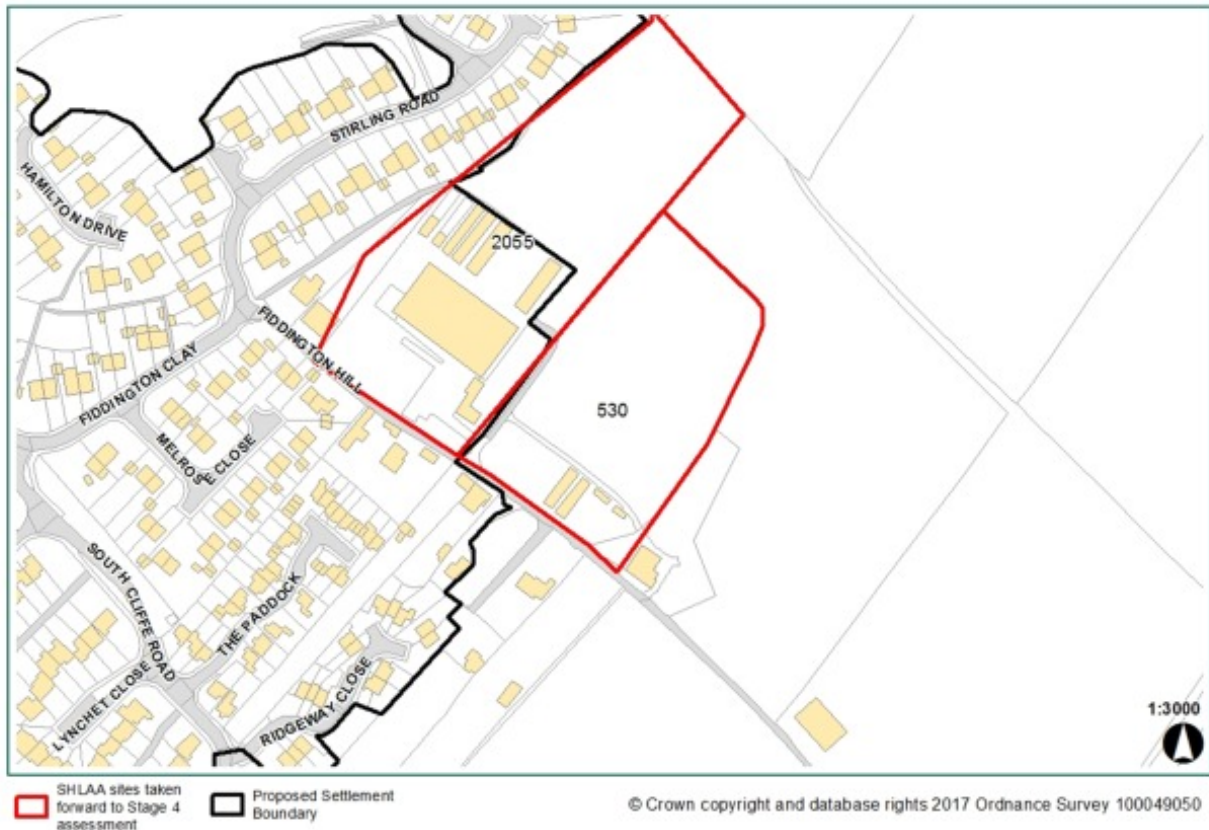 STIRLING ROAD
HAMILTON DRIVE
2055
FIDDINGTON HILL
FIDDINGTON CLAY
530
MELROSE CLOSE
SOUTH CLIFFE ROAD
THE PADDOCK
LYNCHET CLOSE
RIDGEWAY CLOSE
1:3000
SHLAA sites taken
forward to Stage 4
assessment
Proposed Settlement
Boundary
© Crown copyright and database rights 2017 Ordnance Survey 100049050